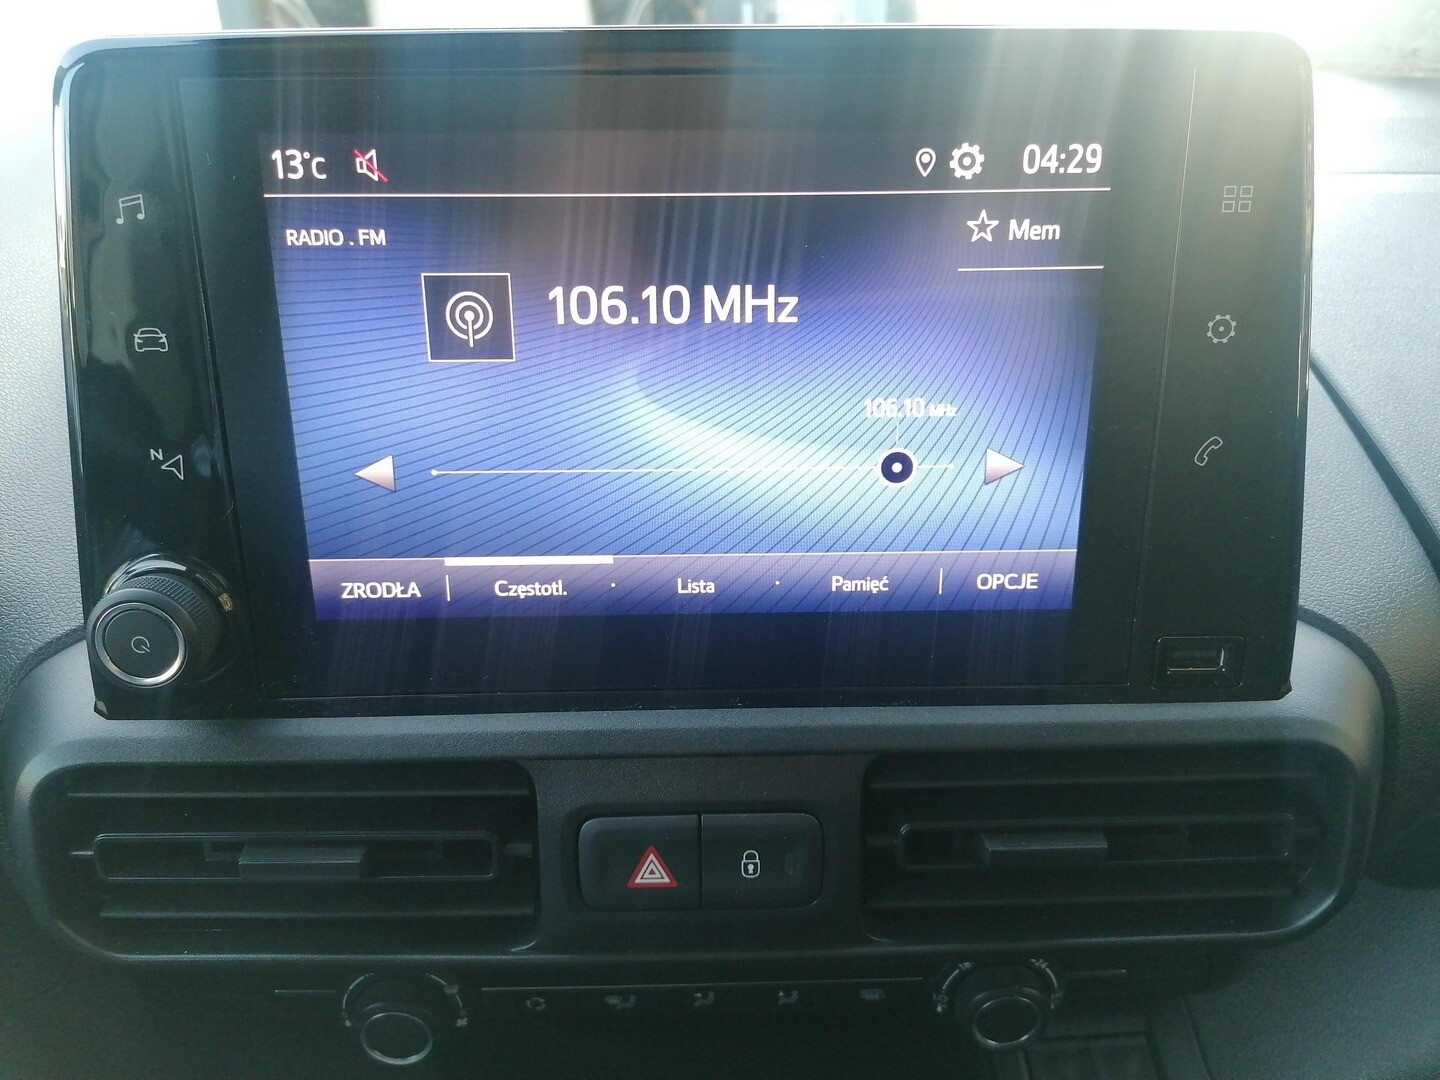 13°C 04:29
RADIO . FM
Mem
106.10 MHz
106.10 MHz
N
ZRODŁA Częstotl. · Lista · Pamięć OPCJE